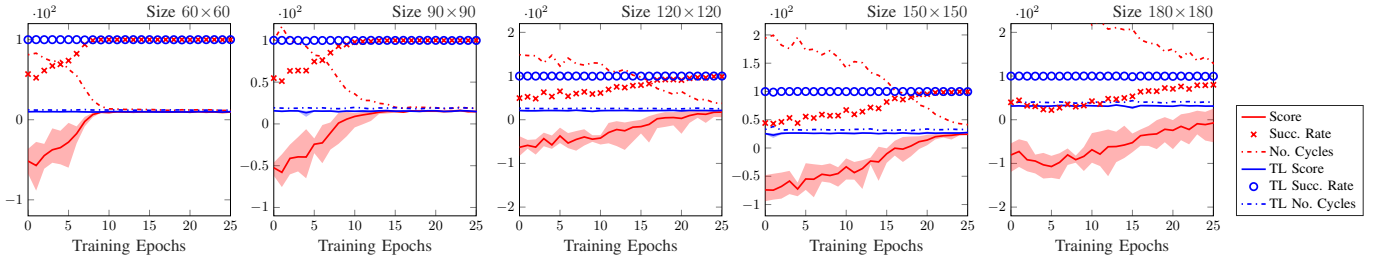 ·10² Size 60×60
1
0
−1
0 5 10 15 20 25
Training Epochs
·10² Size 90×90
1
0.5
0
−0.5
−1
0 5 10 15 20 25
Training Epochs
·10² Size 120×120
2
1
0
−1
−2
0 5 10 15 20 25
Training Epochs
·10² Size 150×150
2
1.5
1
0.5
0
−0.5
−1
0 5 10 15 20 25
Training Epochs
·10² Size 180×180
2
1
0
−1
−2
0 5 10 15 20 25
Training Epochs
Score
Succ. Rate
No. Cycles
TL Score
TL Succ. Rate
TL No. Cycles